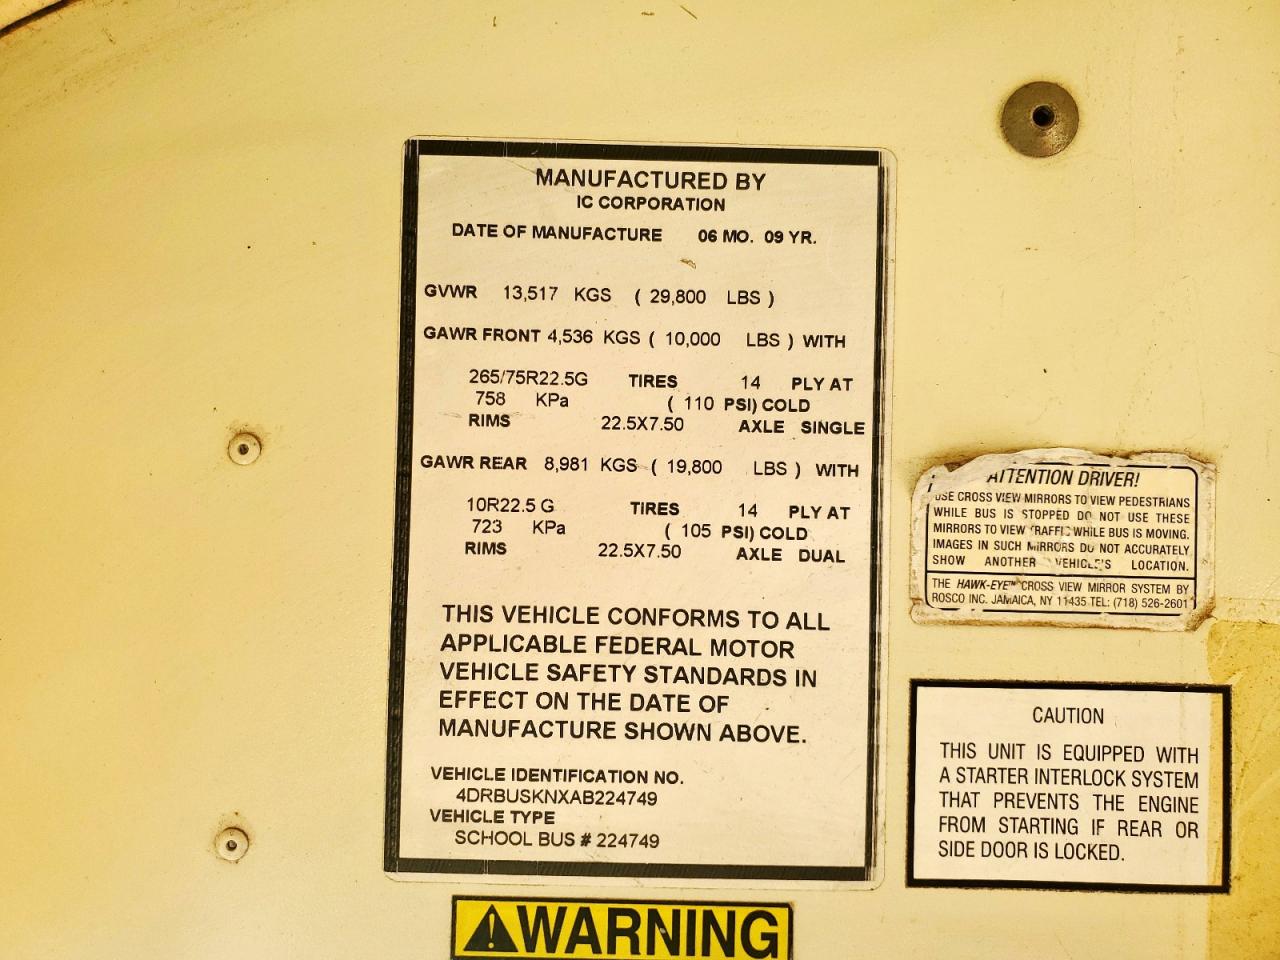 MANUFACTURED BY
IC CORPORATION
DATE OF MANUFACTURE 06 MO. 09 YR.
GVWR 13,517 KGS ( 29,800 LBS )
GAWR FRONT 4,536 KGS ( 10,000 LBS ) WITH
265/75R22.5G TIRES 14 PLY AT
758 KPa ( 110 PSI) COLD
RIMS 22.5X7.50 AXLE SINGLE
GAWR REAR 8,981 KGS ( 19,800 LBS ) WITH
10R22.5 G TIRES 14 PLY AT
723 KPa ( 105 PSI) COLD
RIMS 22.5X7.50 AXLE DUAL
THIS VEHICLE CONFORMS TO ALL
APPLICABLE FEDERAL MOTOR
VEHICLE SAFETY STANDARDS IN
EFFECT ON THE DATE OF
MANUFACTURE SHOWN ABOVE.
VEHICLE IDENTIFICATION NO.
4DRBUSKNXAB224749
VEHICLE TYPE
SCHOOL BUS # 224749
ATTENTION DRIVER!
USE CROSS VIEW MIRRORS TO VIEW PEDESTRIANS
WHILE BUS IS STOPPED DO NOT USE THESE
MIRRORS TO VIEW TRAFFIC WHILE BUS IS MOVING.
IMAGES IN SUCH MIRRORS DO NOT ACCURATELY
SHOW ANOTHER VEHICLE'S LOCATION.
THE HAWK-EYE™ CROSS VIEW MIRROR SYSTEM BY
ROSCO INC. JAMAICA, NY 11435 TEL: (718) 526-2601
CAUTION
THIS UNIT IS EQUIPPED WITH
A STARTER INTERLOCK SYSTEM
THAT PREVENTS THE ENGINE
FROM STARTING IF REAR OR
SIDE DOOR IS LOCKED.
WARNING